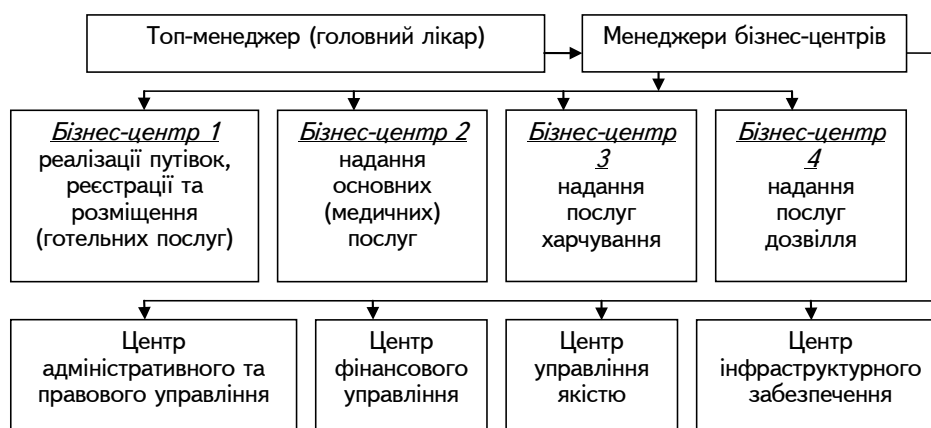 Топ-менеджер (головний лікар)
Менеджери бізнес-центрів
Бізнес-центр 1
реалізації путівок,
реєстрації та
розміщення
(готельних послуг)
Бізнес-центр 2
надання
основних
(медичних)
послуг
Бізнес-центр
3
надання
послуг
харчування
Бізнес-центр
4
надання
послуг
дозвілля
Центр
адміністративного та
правового управління
Центр
фінансового
управління
Центр
управління
якістю
Центр
інфраструктурного
забезпечення